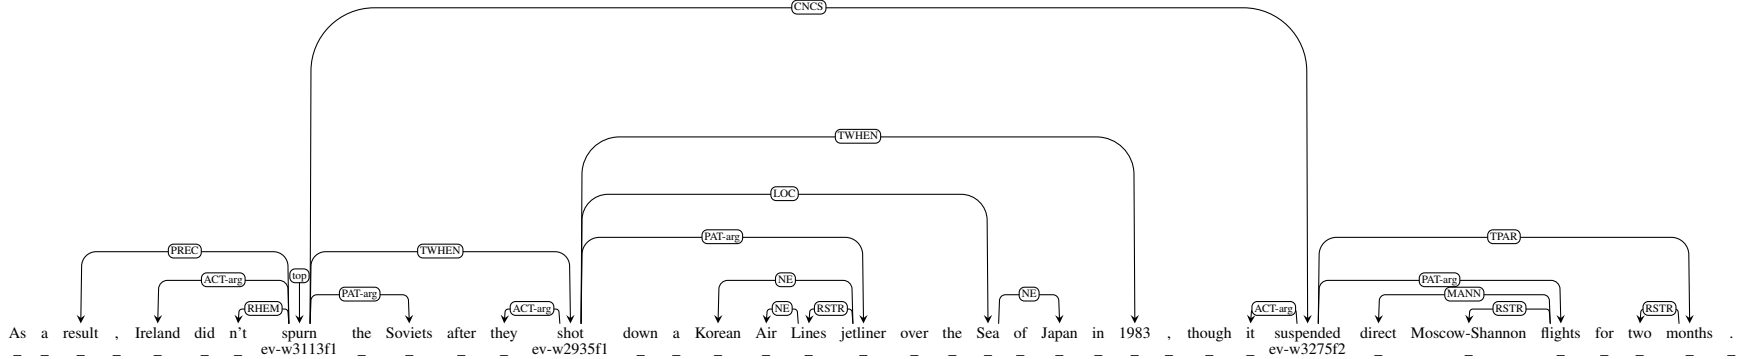 CNCS
TWHEN
LOC
PREC TWHEN PAT-arg TPAR
top
ACT-arg NE PAT-arg
PAT-arg NE MANN
RHEM ACT-arg NE RSTR ACT-arg RSTR RSTR
As a result , Ireland did n't spurn the Soviets after they shot down a Korean Air Lines jetliner over the Sea of Japan in 1983 , though it suspended direct Moscow-Shannon flights for two months .
_ _ _ _ _ _ _ ev-w3113f1 _ _ _ _ ev-w2935f1 _ _ _ _ _ _ _ _ _ _ _ _ _ _ _ _ ev-w3275f2 _ _ _ _ _ _ _